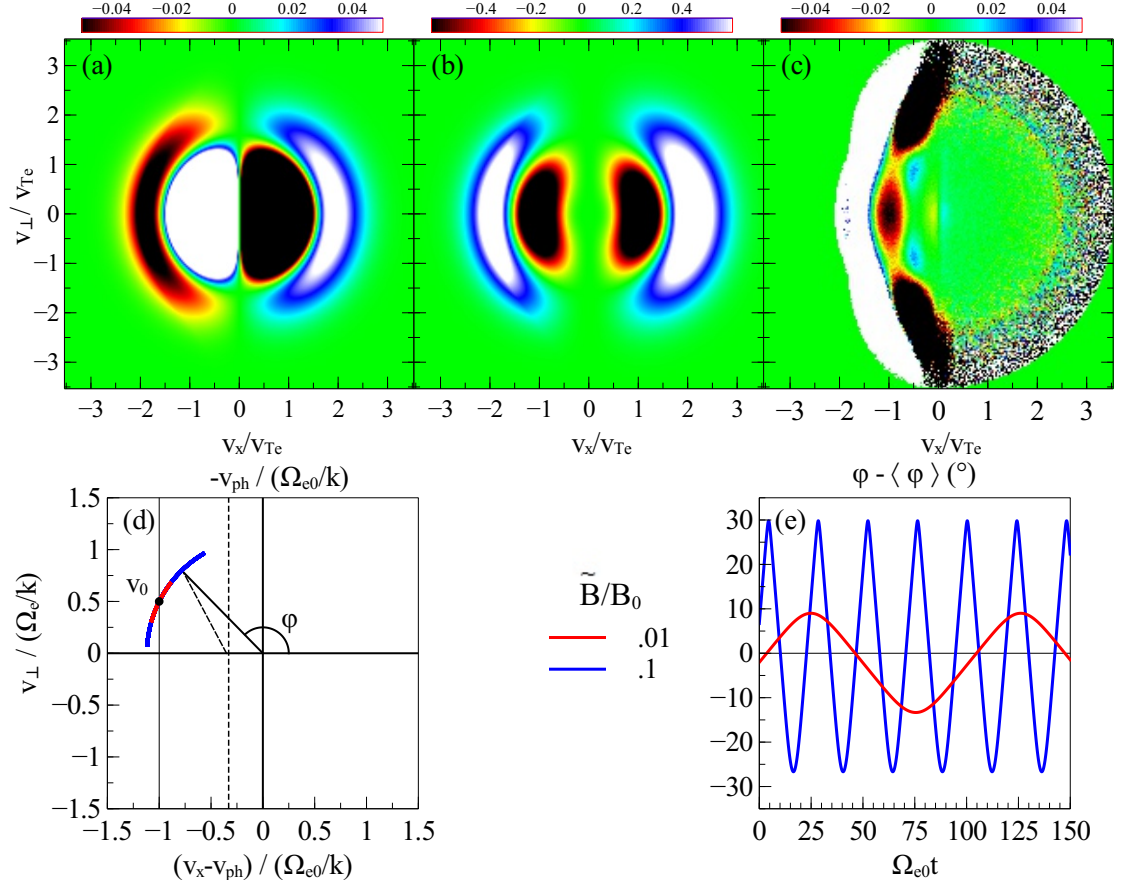 −0.04 −0.02 0 0.02 0.04
−0.4 −0.2 0 0.2 0.4
−0.04 −0.02 0 0.02 0.04
(a) (b) (c)
v⊥/ vTe
3
2
1
0
−1
−2
−3
−3 −2 −1 0 1 2 3
−3 −2 −1 0 1 2 3
−3 −2 −1 0 1 2 3
vx/vTe vx/vTe vx/vTe
-vph / (Ωe0/k)
(d)
v⊥ / (Ωe/k)
1.5
1
0.5
0
−0.5
−1
−1.5
v0
φ
−1.5 −1 −0.5 0 0.5 1 1.5
(vx-vph) / (Ωe0/k)
B̃/B0
.01
.1
φ - ⟨ φ ⟩ (°)
(e)
30
20
10
0
−10
−20
−30
0 25 50 75 100 125 150
Ωe0t